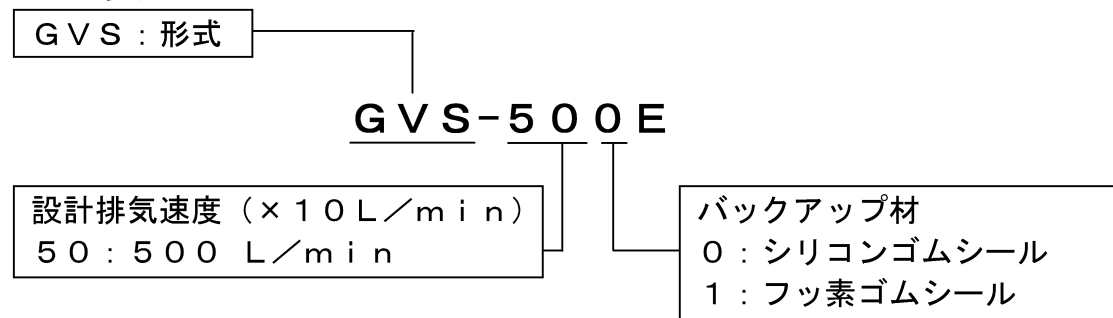 GVS:形式
GVS-500E
設計排気速度(×10L/min)
50:500 L/min
バックアップ材
0:シリコンゴムシール
1:フッ素ゴムシール